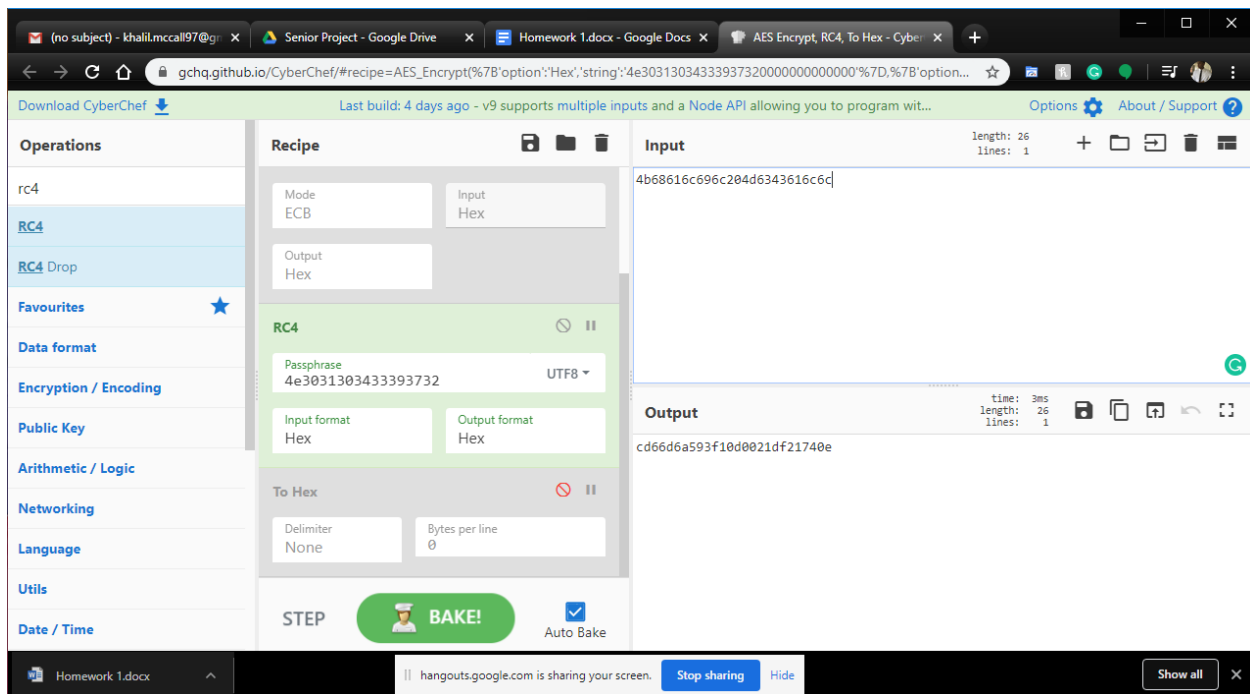 (no subject) - khalil.mccall97@gn
Senior Project - Google Drive
Homework 1.docx - Google Docs
AES Encrypt, RC4, To Hex - Cyber
gchq.github.io/CyberChef/#recipe=AES_Encrypt(%7B'option':'Hex','string':'4e303130343339373200000000000000'%7D,%7B'option...
Download CyberChef
Last build: 4 days ago - v9 supports multiple inputs and a Node API allowing you to program wit...
Options
About / Support
Operations
rc4
RC4
RC4 Drop
Favourites
Data format
Encryption / Encoding
Public Key
Arithmetic / Logic
Networking
Language
Utils
Date / Time
Recipe
Mode
ECB
Input
Hex
Output
Hex
RC4
Passphrase
4e3031303433393732
UTF8
Input format
Hex
Output format
Hex
To Hex
Delimiter
None
Bytes per line
0
STEP
BAKE!
Auto Bake
Input
length: 26
lines: 1
4b68616c696c204d6343616c6c
Output
time: 3ms
length: 26
lines: 1
cd66d6a593f10d0021df21740e
Homework 1.docx
hangouts.google.com is sharing your screen.
Stop sharing
Hide
Show all